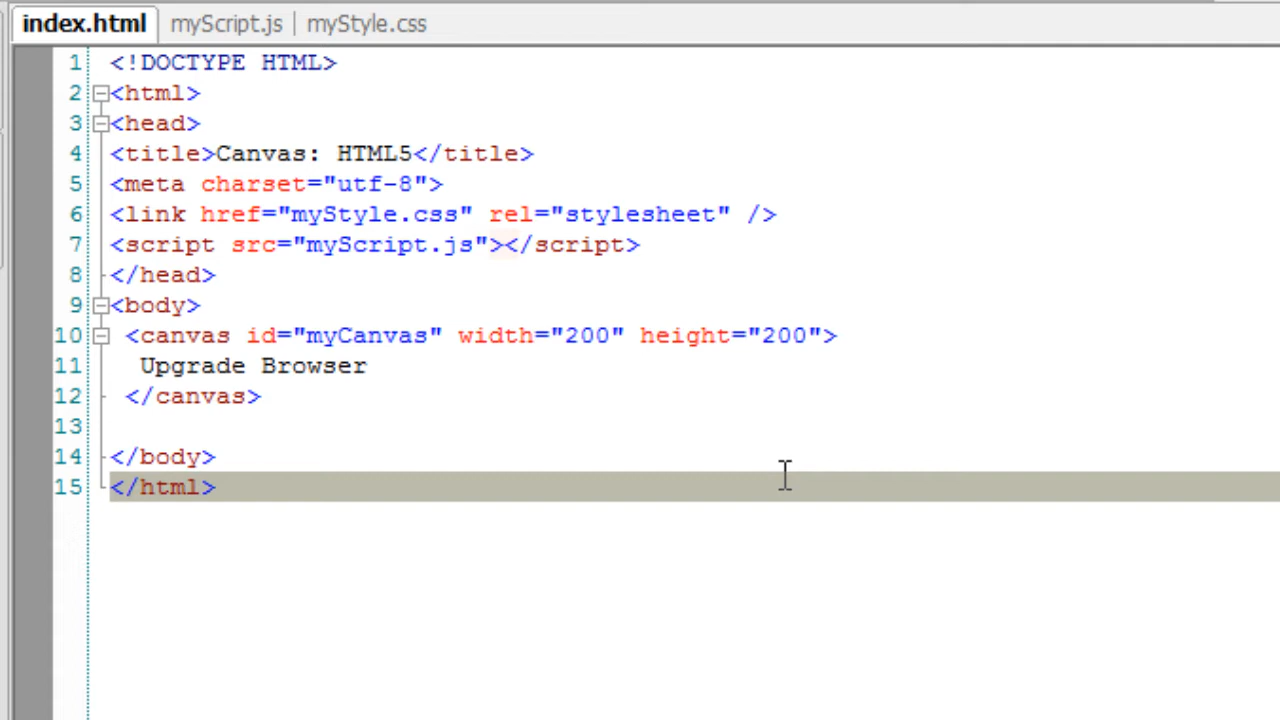 index.html myScript.js | myStyle.css
1 <!DOCTYPE HTML>
2 <html>
3 <head>
4 <title>Canvas: HTML5</title>
5 <meta charset="utf-8">
6 <link href="myStyle.css" rel="stylesheet" />
7 <script src="myScript.js"></script>
8 </head>
9 <body>
10 <canvas id="myCanvas" width="200" height="200">
11 Upgrade Browser
12 </canvas>
13
14 </body>
15 </html>